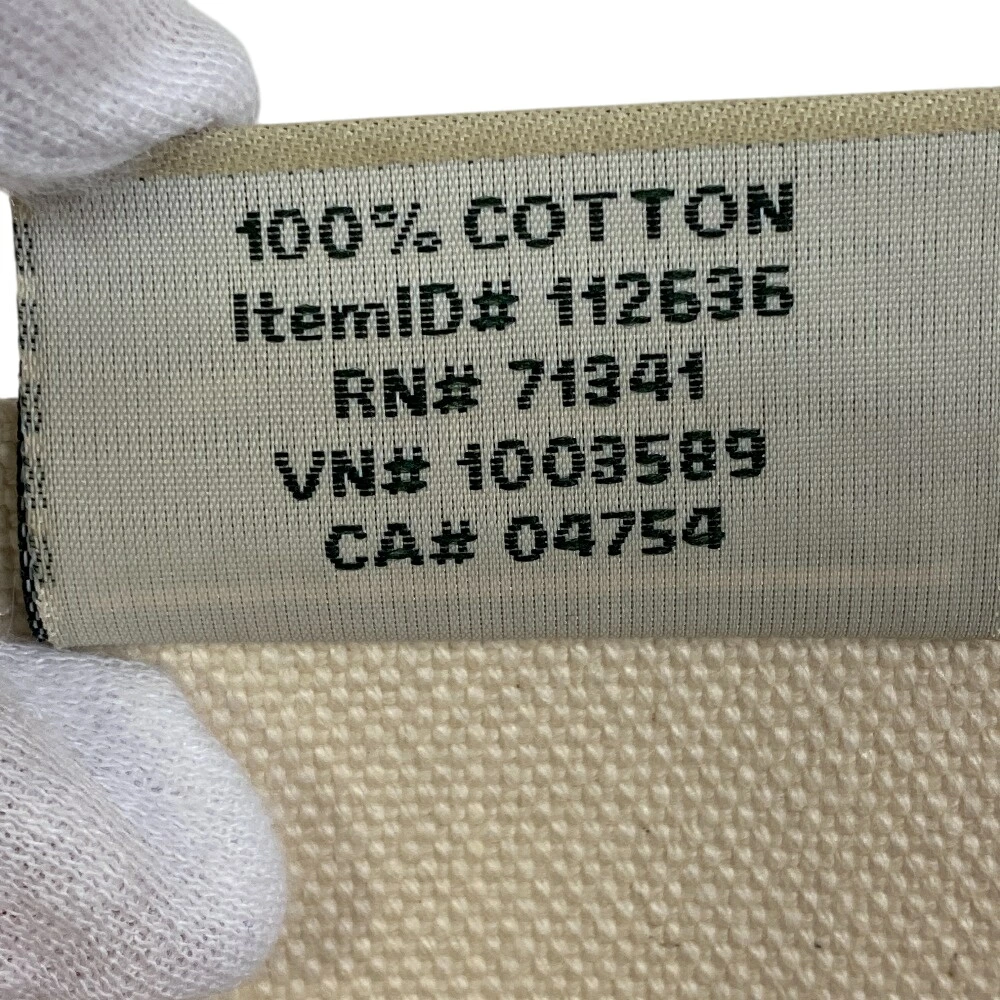 100% COTTON
ItemID# 112636
RN# 71341
VN# 1003589
CA# 04754